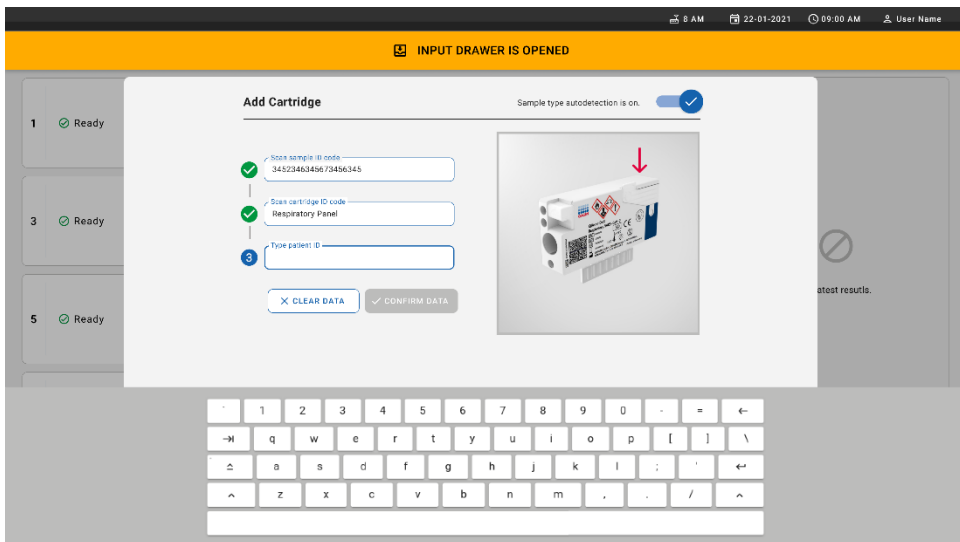 8 AM 22-01-2021 09:00 AM User Name
INPUT DRAWER IS OPENED
Add Cartridge
Sample type autodetection is on.
1 Ready
Scan sample ID code
3452346345673456345
Scan cartridge ID code
Respiratory Panel
3 Ready
Type patient ID
3
CLEAR DATA CONFIRM DATA
atest resutls.
5 Ready
CE
` 1 2 3 4 5 6 7 8 9 0 - = ←
q w e r t y u i o p [ ] \
a s d f g h j k l ; '
z x c v b n m , . /